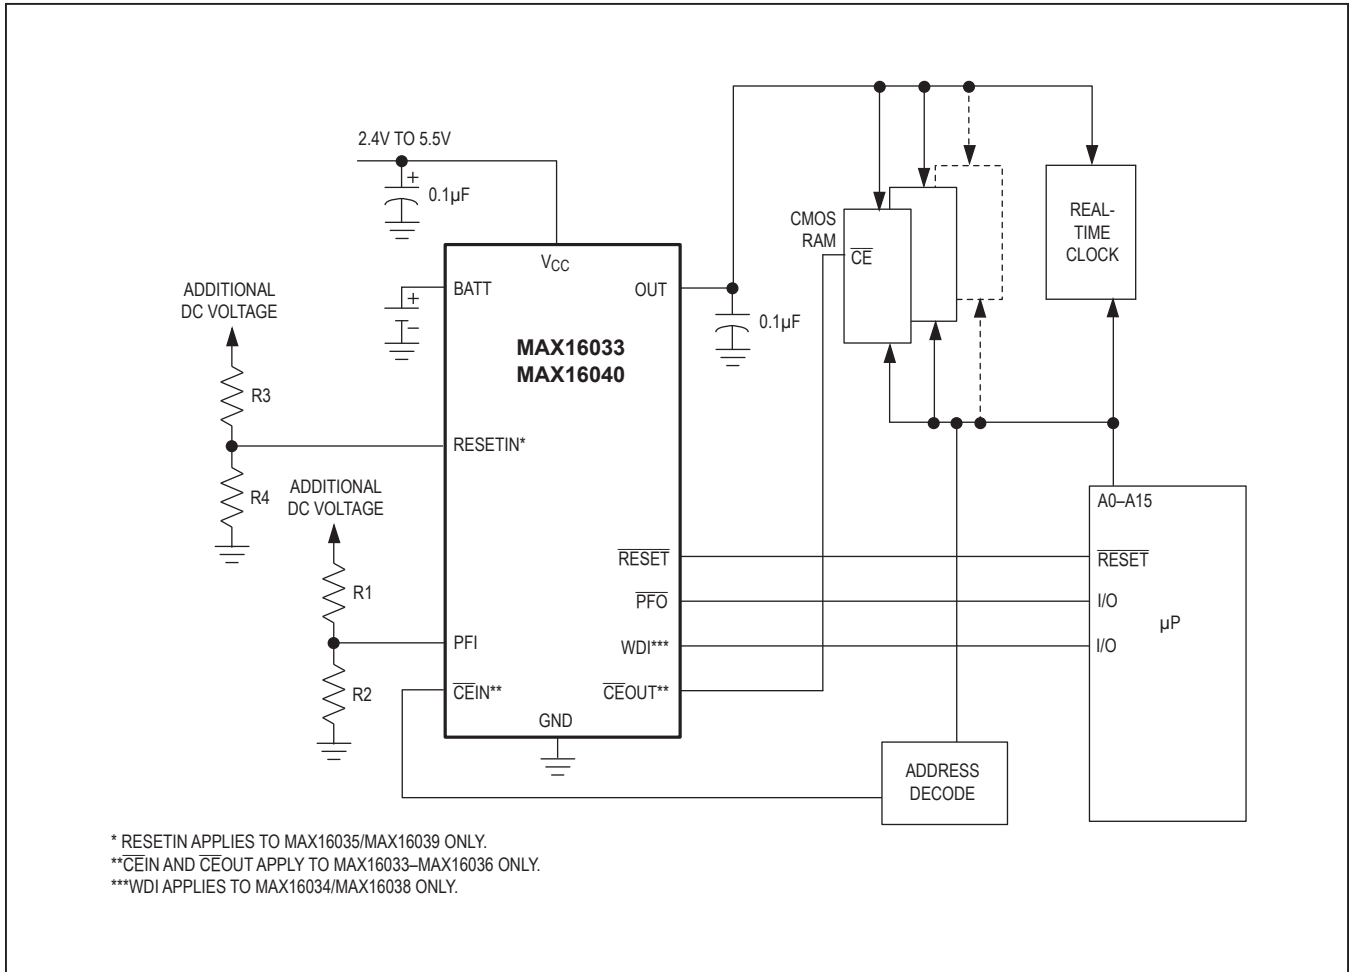 2.4V TO 5.5V
+
0.1µF
CMOS
RAM
CE
REAL-
TIME
CLOCK
VCC
BATT
OUT
+
−
0.1µF
ADDITIONAL
DC VOLTAGE
MAX16033
MAX16040
R3
RESETIN*
R4
ADDITIONAL
DC VOLTAGE
A0–A15
RESET
RESET
R1
PFO
I/O
µP
PFI
WDI***
I/O
R2
CEIN**
CEOUT**
GND
ADDRESS
DECODE
* RESETIN APPLIES TO MAX16035/MAX16039 ONLY.
**CEIN AND CEOUT APPLY TO MAX16033–MAX16036 ONLY.
***WDI APPLIES TO MAX16034/MAX16038 ONLY.